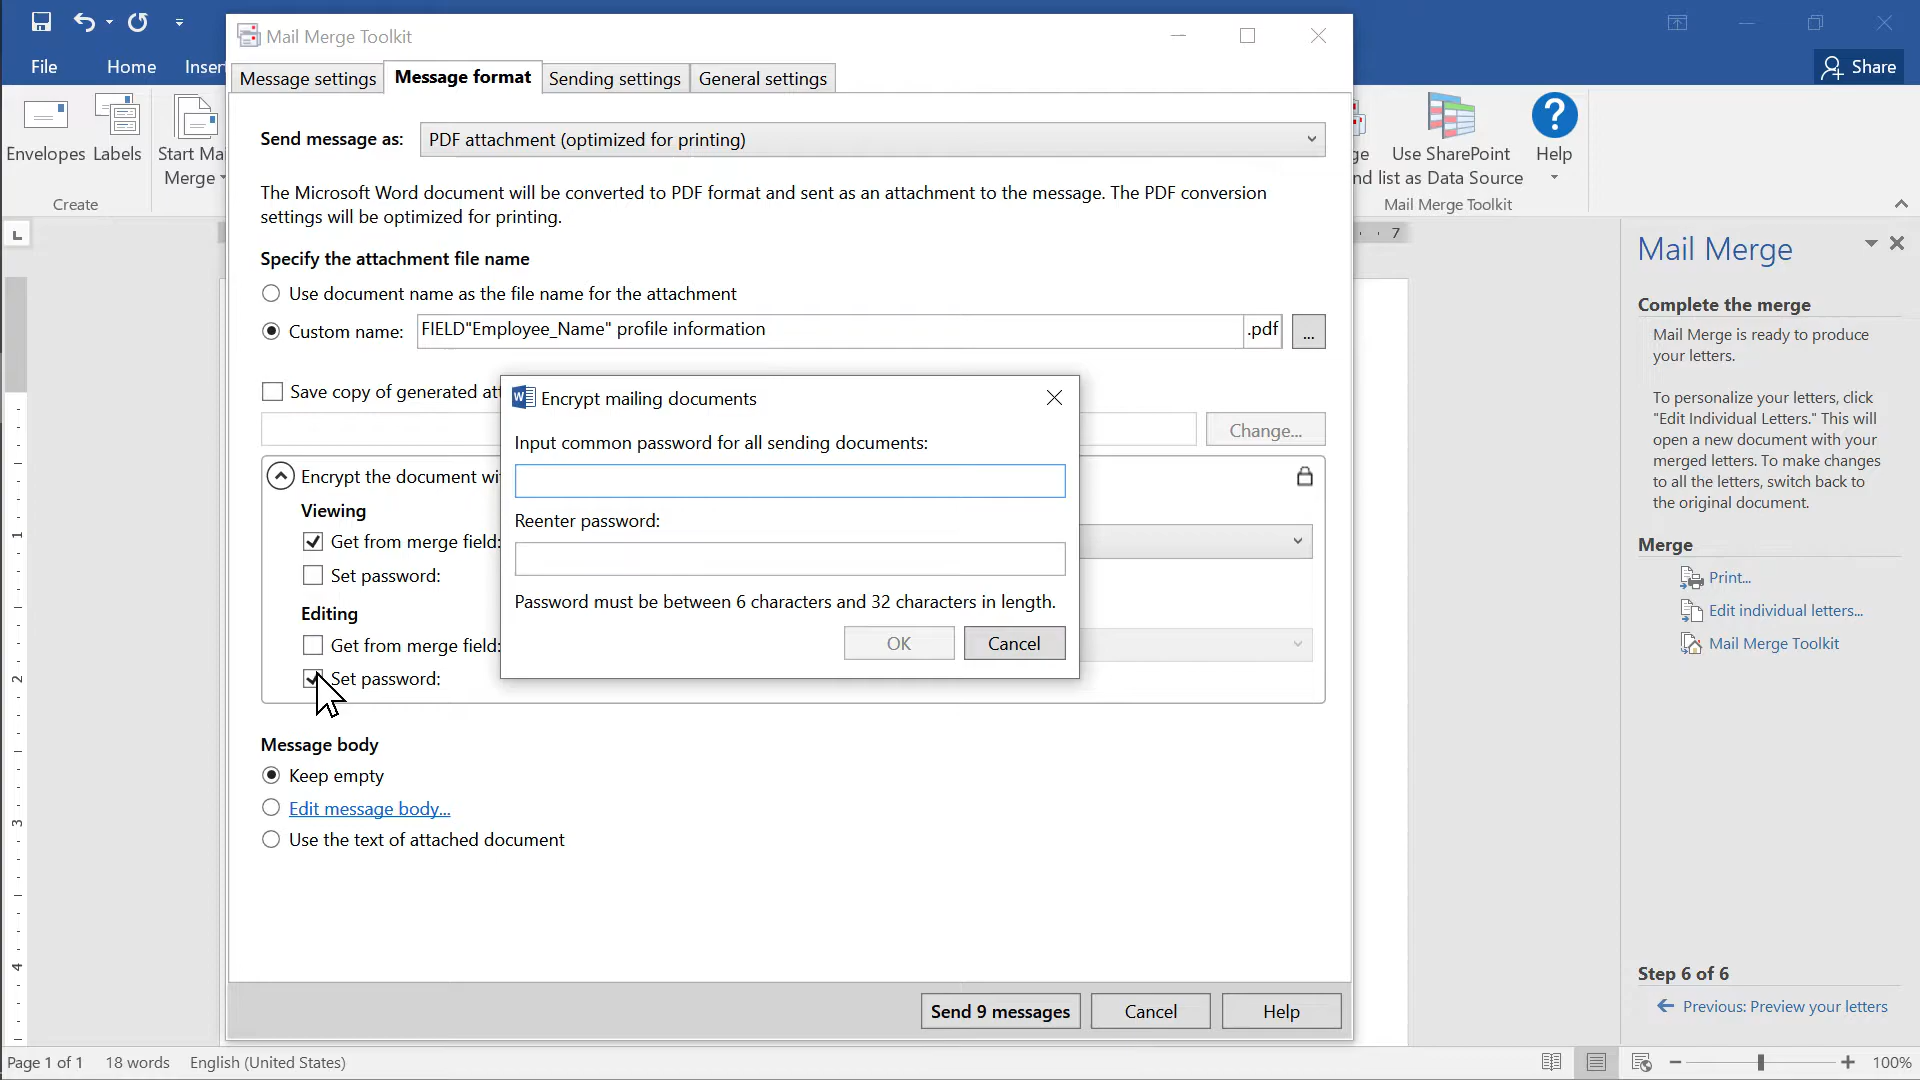 Mail Merge Toolkit
File Home
Share
Message settings Message format Sending settings General settings
Envelopes Labels
Merge
Create
Use SharePoint
list as Data Source
Help
Mail Merge Toolkit
Send message as: PDF attachment (optimized for printing)
The Microsoft Word document will be converted to PDF format and sent as an attachment to the message. The PDF conversion
settings will be optimized for printing.
Specify the attachment file name
Use document name as the file name for the attachment
Custom name: FIELD"Employee_Name" profile information .pdf ...
Save copy of generated
Change...
Encrypt the document
Viewing
Get from merge field:
Set password:
Editing
Get from merge field:
Set password:
Encrypt mailing documents
Input common password for all sending documents:
Reenter password:
Password must be between 6 characters and 32 characters in length.
OK Cancel
Message body
Keep empty
Edit message body...
Use the text of attached document
Send 9 messages Cancel Help
7
1
2
3
4
Mail Merge
Complete the merge
Mail Merge is ready to produce
your letters.
To personalize your letters, click
"Edit Individual Letters." This will
open a new document with your
merged letters. To make changes
to all the letters, switch back to
the original document.
Merge
Print...
Edit individual letters...
Mail Merge Toolkit
Step 6 of 6
Previous: Preview your letters
Page 1 of 1 18 words English (United States)
100%